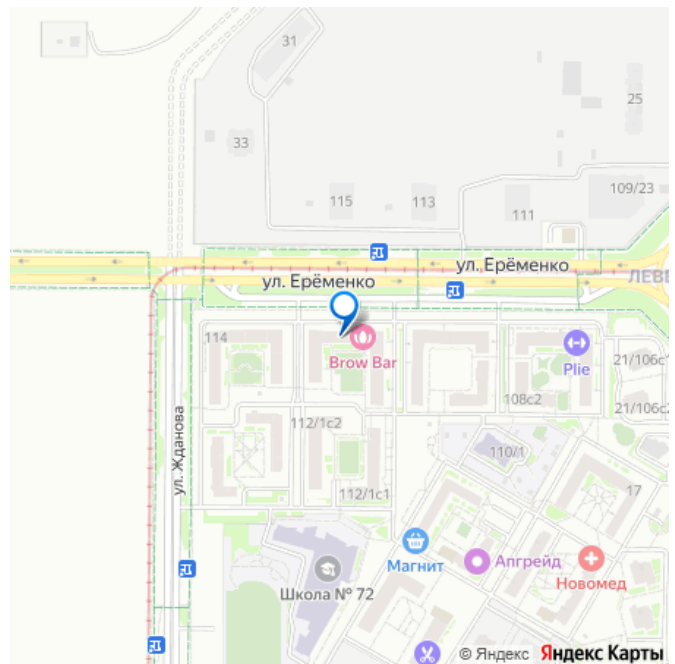 31
25
33
115
113
111
109/23
ул. Ерёменко
ул. Ерёменко
ЛЕВЕ
114
Brow Bar
Plie
21/106с1
108с2
21/106с2
ул. Жданова
112/1с2
110/1
112/1с1
17
Магнит
Апгрейд
Новомед
Школа № 72
© Яндекс Яндекс Карты